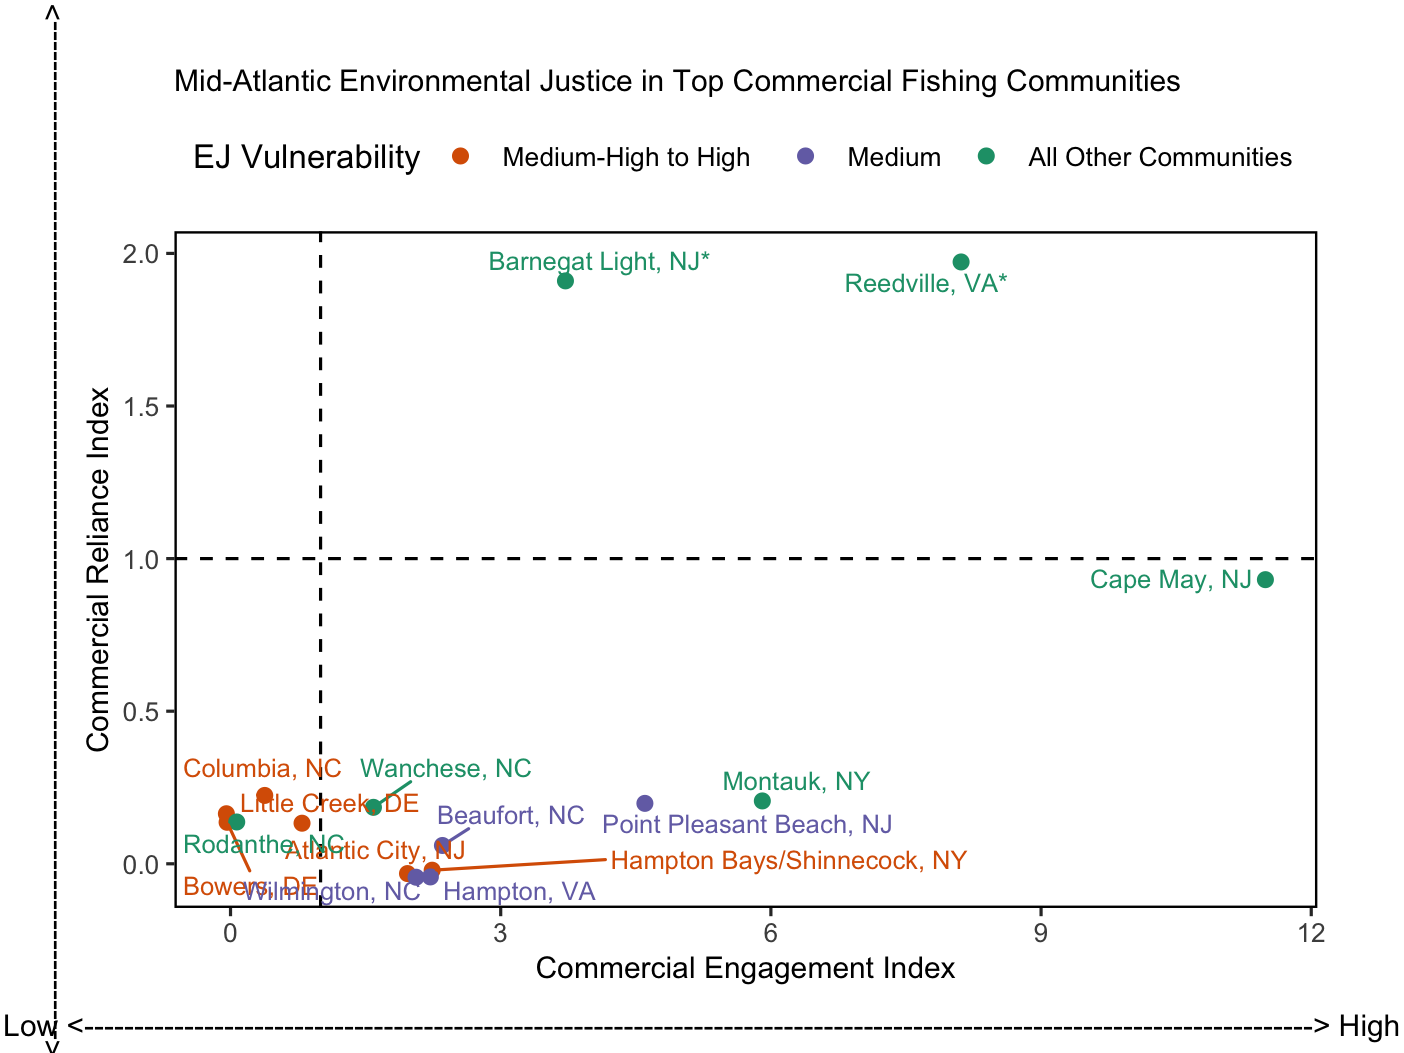 Mid-Atlantic Environmental Justice in Top Commercial Fishing Communities
EJ Vulnerability Medium-High to High Medium All Other Communities
Commercial Reliance Index
2.0
1.5
1.0
0.5
0.0
Barnegat Light, NJ*
Reedville, VA*
Cape May, NJ
Columbia, NC
Wanchese, NC
Montauk, NY
Little Creek, DE
Beaufort, NC
Point Pleasant Beach, NJ
Rodanthe, NC
Atlantic City, NJ
Hampton Bays/Shinnecock, NY
Bowers, DE
Wilmington, NC
Hampton, VA
0 3 6 9 12
Commercial Engagement Index
Low <--------------------> High